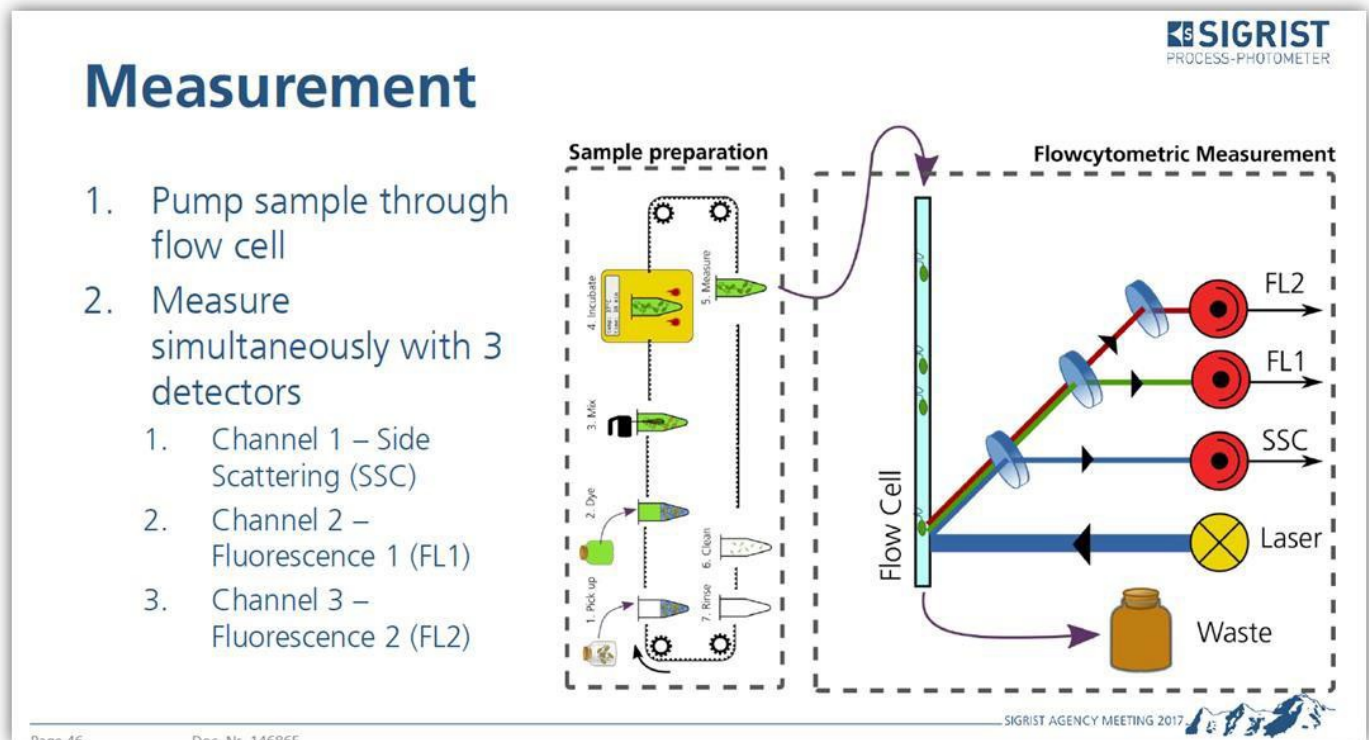 SIGRIST
PROCESS-PHOTOMETER
Measurement
1. Pump sample through
flow cell
2. Measure
simultaneously with 3
detectors
1. Channel 1 – Side
Scattering (SSC)
2. Channel 2 –
Fluorescence 1 (FL1)
3. Channel 3 –
Fluorescence 2 (FL2)
Sample preparation
4. Incubate
5. Measure
3. Mix
2. Dye
6. Clean
1. Pick up
7. Rinse
Flowcytometric Measurement
FL2
FL1
SSC
Laser
Flow Cell
Waste
SIGRIST AGENCY MEETING 2017
Page 46
Doc. Nr. 146865